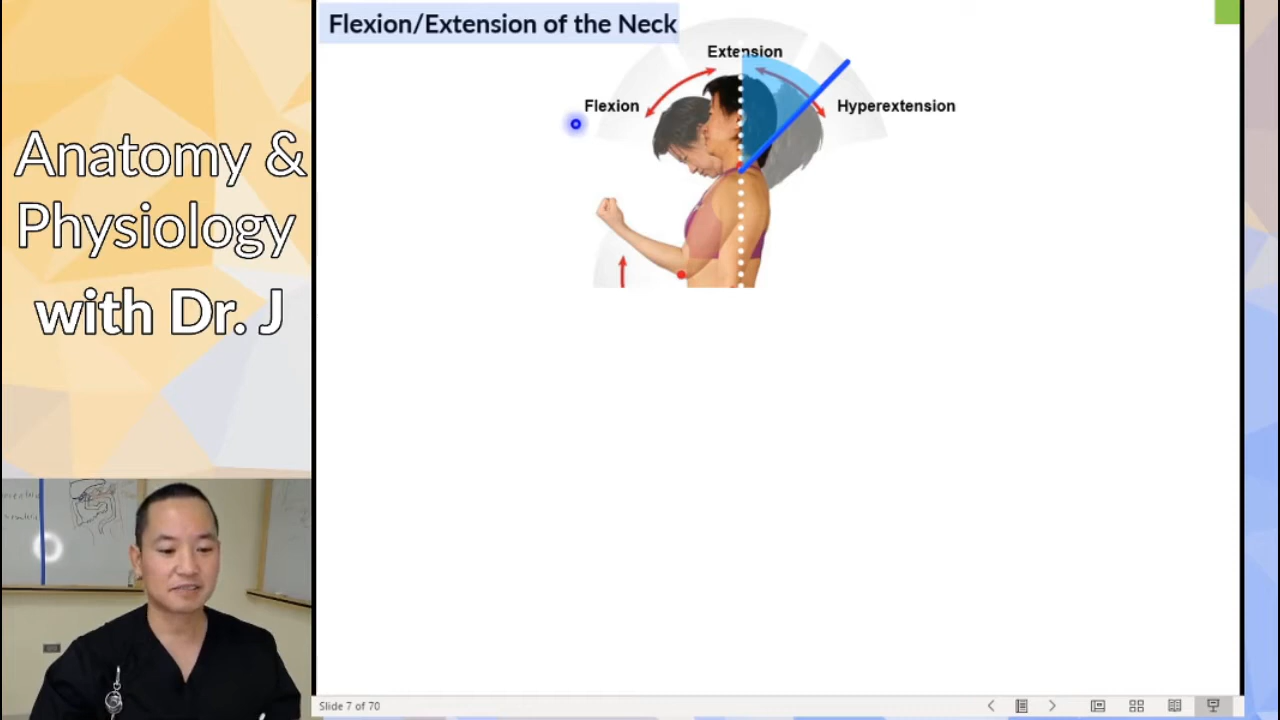 Anatomy &
Physiology
with Dr. J
Flexion/Extension of the Neck
Extension
Flexion
Hyperextension
Slide 7 of 70